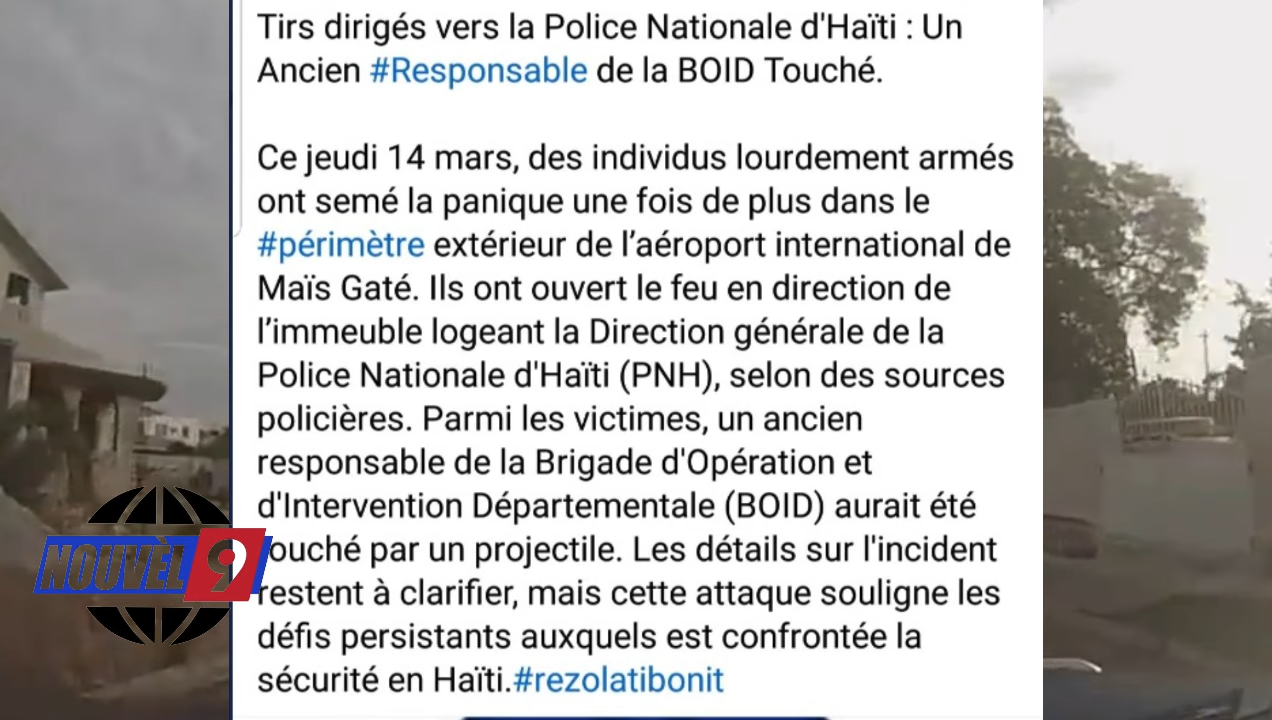 Tirs dirigés vers la Police Nationale d'Haïti : Un
Ancien #Responsable de la BOID Touché.
Ce jeudi 14 mars, des individus lourdement armés
ont semé la panique une fois de plus dans le
#périmètre extérieur de l’aéroport international de
Maïs Gaté. Ils ont ouvert le feu en direction de
l’immeuble logeant la Direction générale de la
Police Nationale d'Haïti (PNH), selon des sources
policières. Parmi les victimes, un ancien
responsable de la Brigade d'Opération et
d'Intervention Départementale (BOID) aurait été
ouché par un projectile. Les détails sur l'incident
restent à clarifier, mais cette attaque souligne les
défis persistants auxquels est confrontée la
sécurité en Haïti.#rezolatibonit
NOUVÈL 9